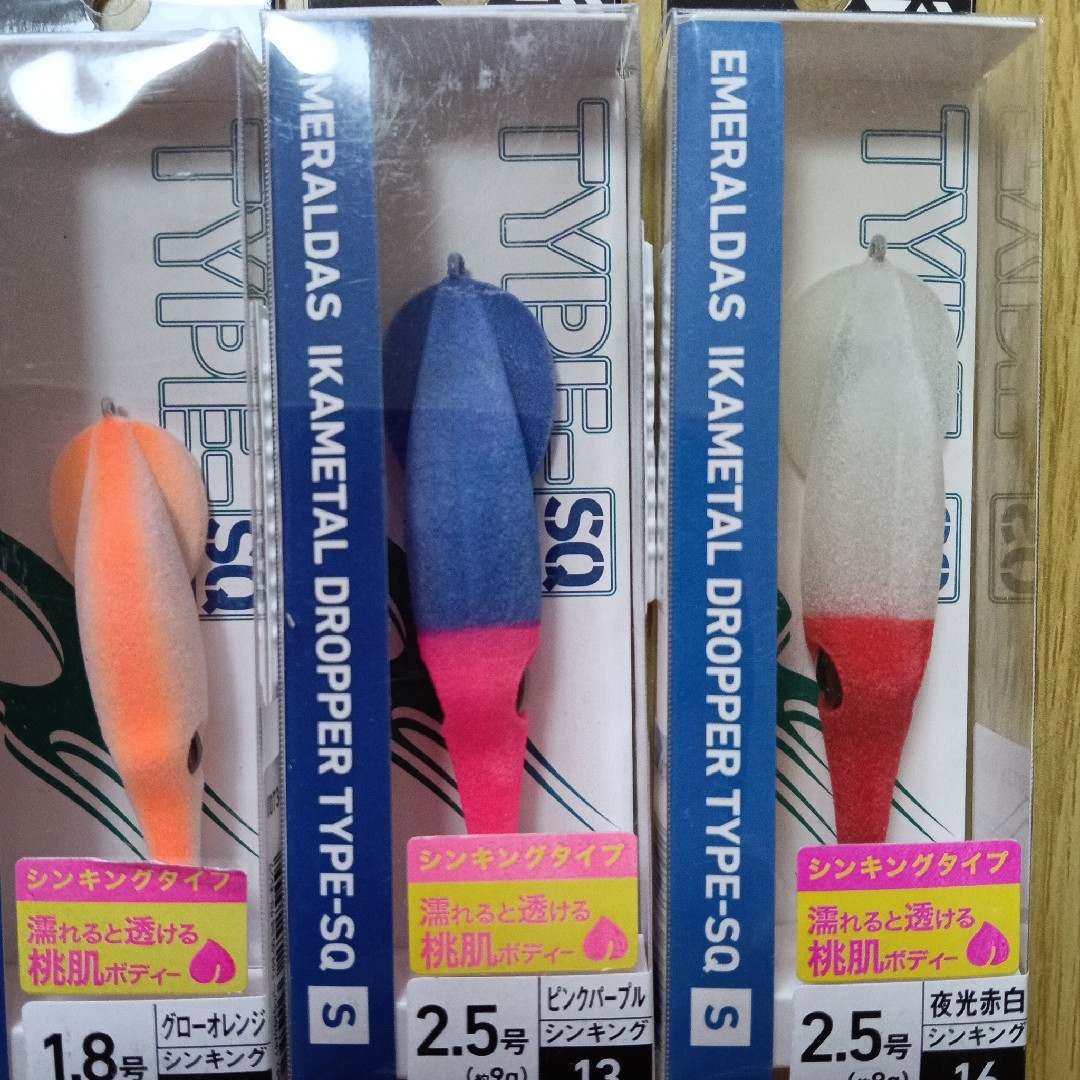 TYPE-SQ
シンキングタイプ
濡れると透ける
桃肌ボディー
1.8号
グローオレンジ
シンキング
EMERALDAS IKAMETAL DROPPER TYPE-SQ S
TYPE-SQ
シンキングタイプ
濡れると透ける
桃肌ボディー
2.5号
(約9g)
ピンクパープル
シンキング
13
EMERALDAS IKAMETAL DROPPER TYPE-SQ S
TYPE-SQ
シンキングタイプ
濡れると透ける
桃肌ボディー
2.5号
夜光赤白
シンキング
16